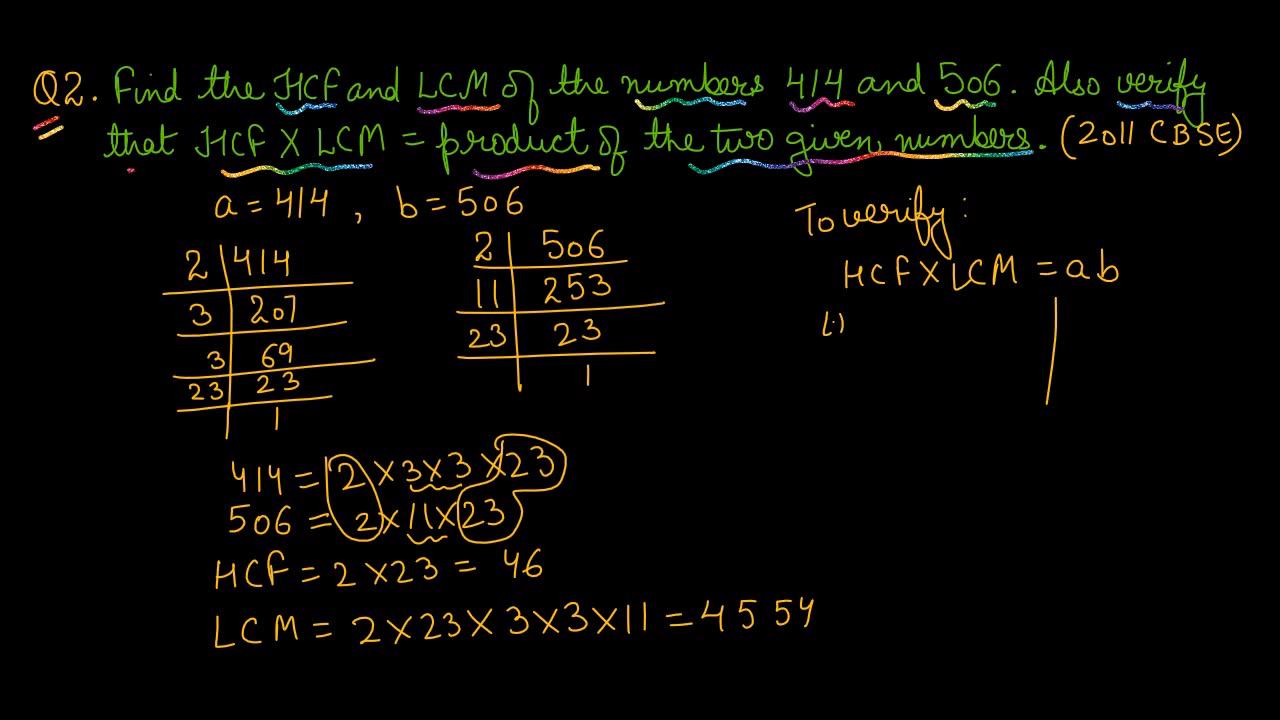 Q2. Find the HCF and LCM of the numbers 414 and 506. Also verify
that HCF X LCM = product of the two given numbers. (2011 CBSE)
a = 414 , b = 506
2 | 414
3 | 207
3 | 69
23 | 23
1
2 | 506
11 | 253
23 | 23
1
414 = 2 × 3 × 3 × 23
506 = 2 × 11 × 23
HCF = 2 × 23 = 46
LCM = 2 × 23 × 3 × 3 × 11 = 4554
To verify :
HCF X LCM = ab